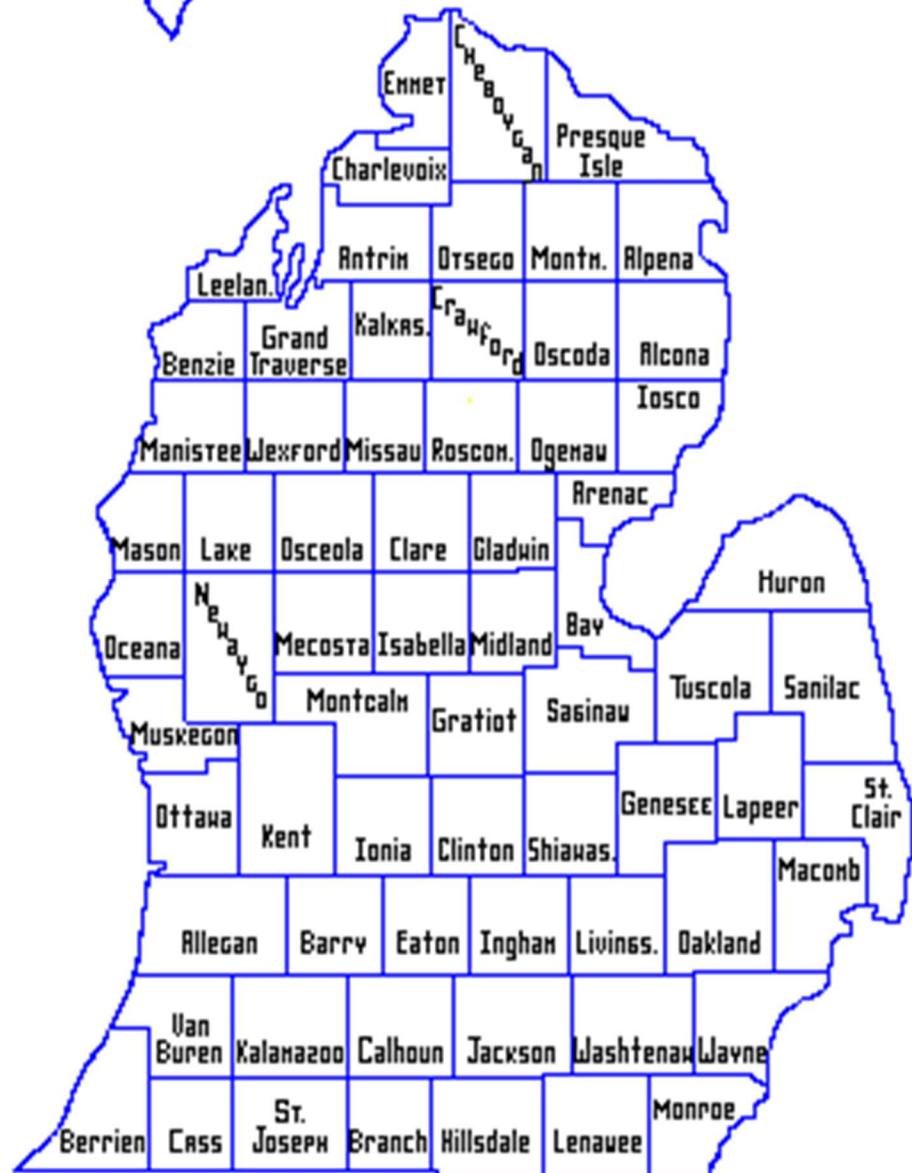 Emmet
Cheboygan
Presque
Isle
Charlevoix
Antrim
Otsego
Montm.
Alpena
Leelan.
Benzie
Grand
Traverse
Kalkas.
Crawford
Oscoda
Alcona
Manistee
Wexford
Missau
Roscom.
Ogemaw
Iosco
Mason
Lake
Osceola
Clare
Gladwin
Arenac
Huron
Oceana
Newaygo
Mecosta
Isabella
Midland
Bay
Tuscola
Sanilac
Muskegon
Montcalm
Gratiot
Saginaw
Ottawa
Kent
Ionia
Clinton
Shiawas.
Genesee
Lapeer
St.
Clair
Allegan
Barry
Eaton
Ingham
Livings.
Oakland
Macomb
Van
Buren
Kalamazoo
Calhoun
Jackson
Washtenaw
Wayne
Berrien
Cass
St.
Joseph
Branch
Hillsdale
Lenawee
Monroe